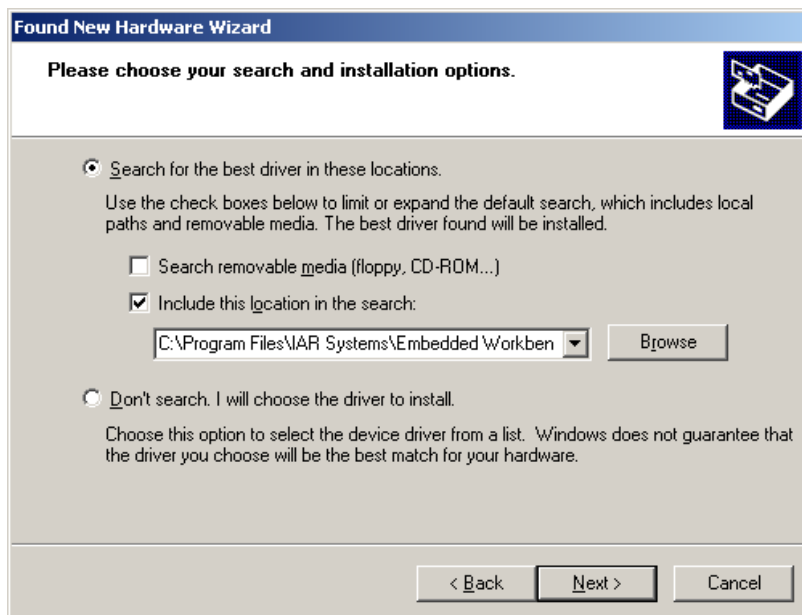 Found New Hardware Wizard
Please choose your search and installation options.
Search for the best driver in these locations.
Use the check boxes below to limit or expand the default search, which includes local
paths and removable media. The best driver found will be installed.
Search removable media (floppy, CD-ROM...)
Include this location in the search:
C:\Program Files\IAR Systems\Embedded Workben
Browse
Don't search. I will choose the driver to install.
Choose this option to select the device driver from a list. Windows does not guarantee that
the driver you choose will be the best match for your hardware.
< Back Next > Cancel